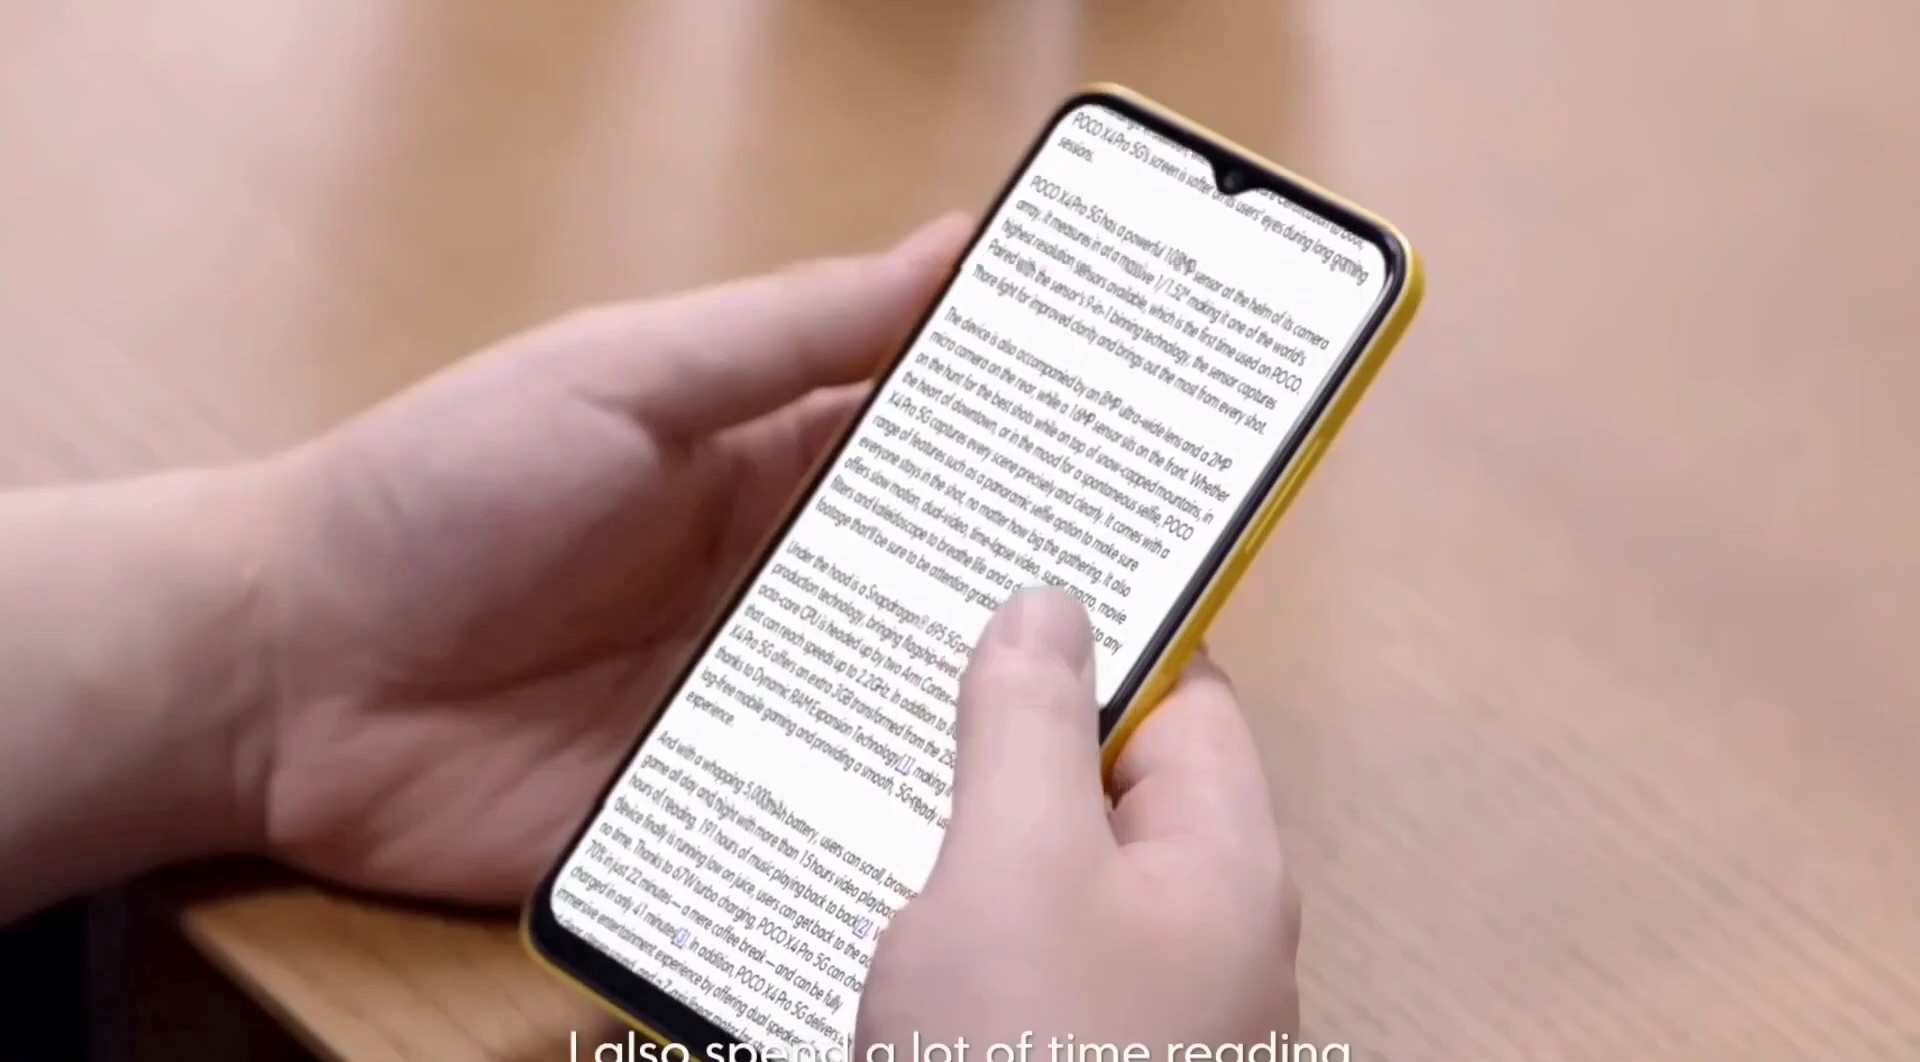 POCO X4 Pro 5G's screen is softer on its users' eyes during long gaming
sessions.
POCO X4 Pro 5G has a powerful 108MP sensor at the helm of its camera
array. It measures in at a massive 1/1.52" making it one of the world's
highest resolution sensors available, which is the first time used on POCO.
Paired with the sensor's 9-in-1 binning technology, the sensor captures
more light for improved clarity and brings out the most from every shot.
The device is also accompanied by an 8MP ultra-wide lens and a 2MP
micro camera on the rear, while a 16MP sensor sits on the front. Whether
on the hunt for the best shots while on top of snow-capped mountains, in
the heart of downtown, or in the mood for a spontaneous selfie, POCO
X4 Pro 5G captures every scene precisely and clearly. It comes with a
range of features such as a panoramic selfie option to make sure
everyone stays in the shot, no matter how big the gathering. It also
offers slow motion, dual-video, time-lapse video, super macro, movie
filters and kaleidoscope to breathe life and a to any
footage that'll be sure to be attention
Under the hood is a Snapdragon® 695 5G
production technology, bringing flagship-level
octa-core CPU is headed up by two Arm
that can reach speeds up to 2.2GHz. In addition to
X4 Pro 5G offers an extra 3GB transformed from the
thanks to Dynamic RAM Expansion Technology[1], making
lag-free mobile gaming and providing a smooth, 5G-ready
experience.
And with a whopping 5,000mAh battery, users can scroll, browse
game all day and night with more than 15 hours video
hours of reading, 191 hours of music playing back to back[2].
device finally is running low on juice, users can get back to the
no time. Thanks to 67W turbo charging, POCO X4 Pro 5G can
70% in just 22 minutes — a mere coffee break — and can be fully
charged in only 41 minutes[3]. In addition, POCO X4 Pro 5G delivers
immersive entertainment experience by offering dual
I also spend a lot of time reading